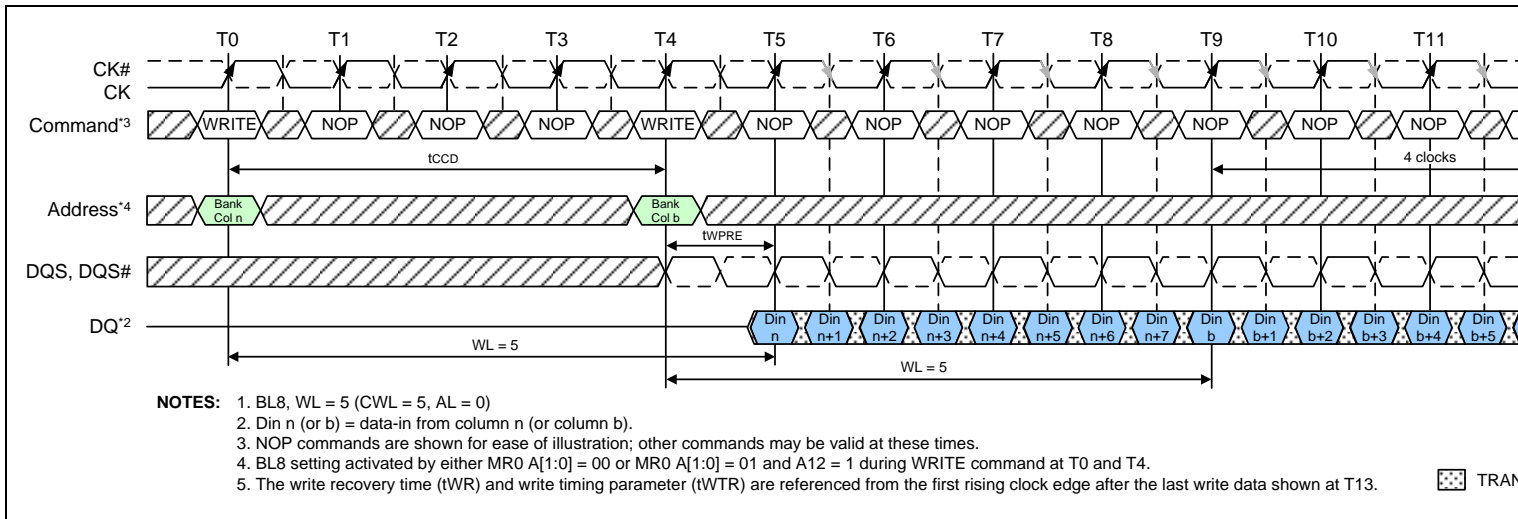 T0 T1 T2 T3 T4 T5 T6 T7 T8 T9 T10 T11
CK#
CK
Command*3 WRITE NOP NOP NOP WRITE NOP NOP NOP NOP NOP NOP NOP
tCCD 4 clocks
Address*4 Bank Col n Bank Col b
tWPRE
DQS, DQS#
DQ*2 Din n Din n+1 Din n+2 Din n+3 Din n+4 Din n+5 Din n+6 Din n+7 Din b Din b+1 Din b+2 Din b+3 Din b+4 Din b+5
WL = 5
WL = 5
NOTES: 1. BL8, WL = 5 (CWL = 5, AL = 0)
2. Din n (or b) = data-in from column n (or column b).
3. NOP commands are shown for ease of illustration; other commands may be valid at these times.
4. BL8 setting activated by either MR0 A[1:0] = 00 or MR0 A[1:0] = 01 and A12 = 1 during WRITE command at T0 and T4.
5. The write recovery time (tWR) and write timing parameter (tWTR) are referenced from the first rising clock edge after the last write data shown at T13.
TRAN